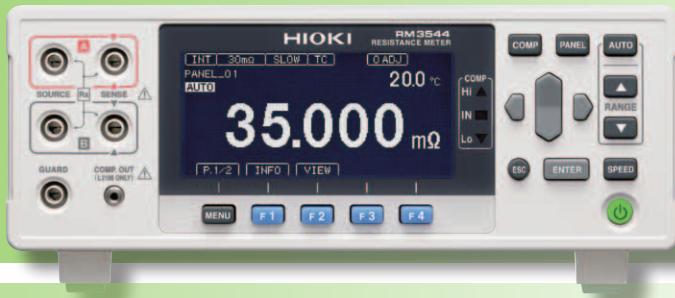 HIOKI
RM3544
RESISTANCE METER
INT 30mΩ SLOW TC 0 ADJ
PANEL_01
AUTO
20.0 °C
35.000 mΩ
P.1/2 INFO VIEW
COMP
Hi
IN
Lo
A
SOURCE Rx SENSE
B
GUARD
COMP. OUT
(L2105 ONLY)
MENU F1 F2 F3 F4
COMP PANEL AUTO
RANGE
ESC ENTER SPEED